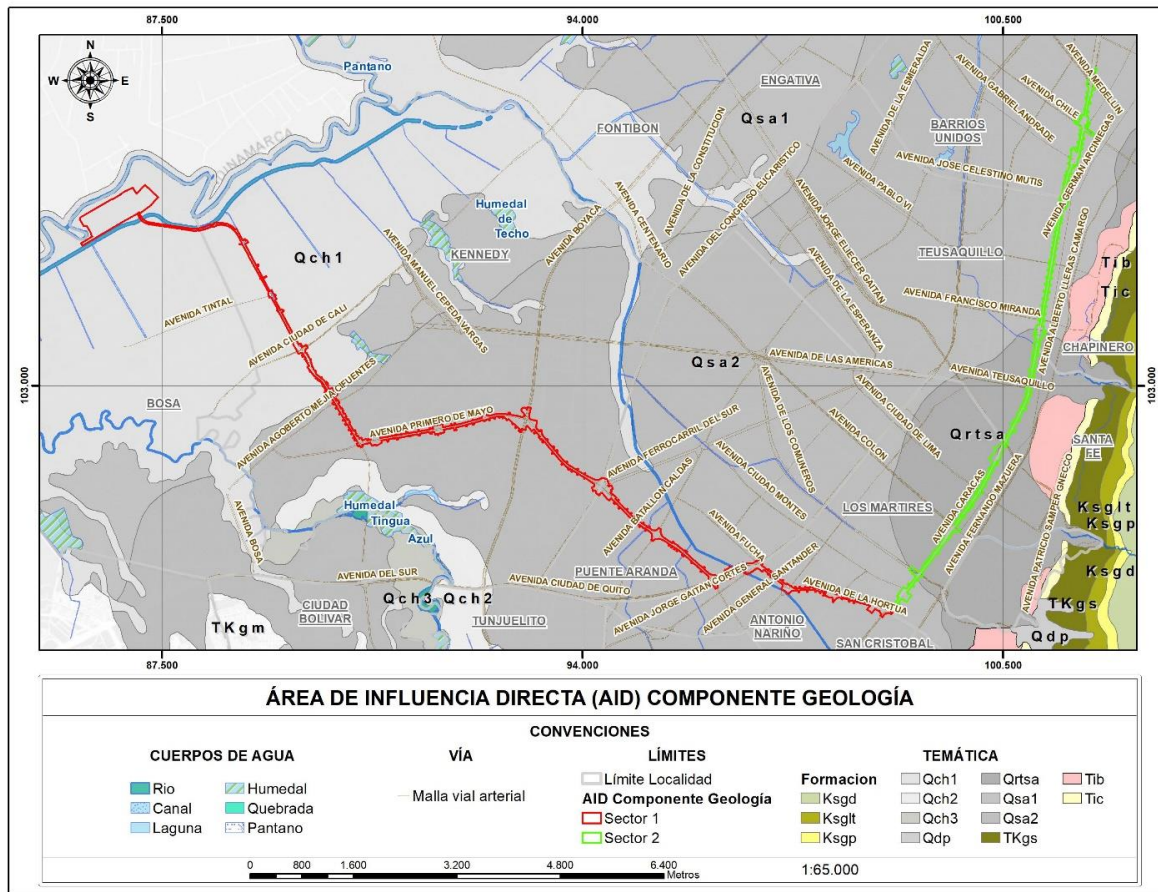 87.500
94.000
100.500
N
W
E
S
Pantano
ENGATIVA
FONTIBON
Qsa1
AVENIDA DE LA ESMERALDA
AVENIDA GABRIEL ANDRADE
AVENIDA CHILE
AVENIDA MEDELLIN
BARRIOS
UNIDOS
AVENIDA DE LA CONSTITUCION
AVENIDA DEL CONGRESO EUCARISTICO
AVENIDA JOSE CELESTINO MUTIS
AVENIDA PABLO VI
AVENIDA GERMAN ARCINIEGAS
Humedal
de
Techo
AVENIDA BOYACA
AVENIDA CENTENARIO
AVENIDA JORGE ELIECER GAITAN
TEUSAQUILLO
Qch1
KENNEDY
AVENIDA MANUEL CEPEDA VARGAS
AVENIDA DE LA ESPERANZA
AVENIDA ALBERTO LLERAS CAMARGO
Tib
Tic
AVENIDA TINTAL
AVENIDA CIUDAD DE CALI
AVENIDA FRANCISCO MIRANDA
CHAPINERO
Qsa2
AVENIDA DE LAS AMERICAS
AVENIDA TEUSAQUILLO
103.000
103.000
BOSA
AVENIDA AGOBERTO MEJIA CIFUENTES
AVENIDA PRIMERO DE MAYO
AVENIDA DE LOS COMUNEROS
AVENIDA CIUDAD DE LIMA
AVENIDA COLON
AVENIDA FERROCARRIL DEL SUR
Qrtsa
SANTA
FE
AVENIDA BATALLON CALDAS
AVENIDA CIUDAD MONTES
LOS MARTIRES
AVENIDA CARACAS
AVENIDA FERNANDO MAZUERA
AVENIDA PATRICIO SAMPER GNECCO
Ksglt
Ksgp
Humedal
Tingua
Azul
AVENIDA BOSA
AVENIDA FUCHA
PUENTE ARANDA
AVENIDA DEL SUR
AVENIDA CIUDAD DE QUITO
AVENIDA JORGE GAITAN CORTES
AVENIDA GENERAL SANTANDER
AVENIDA DE LA HORTUA
Ksgd
Qch3
Qch2
CIUDAD
BOLIVAR
TUNJUELITO
ANTONIO
NARIÑO
TKgm
TKgs
Qdp
SAN CRISTOBAL
87.500
94.000
100.500
ÁREA DE INFLUENCIA DIRECTA (AID) COMPONENTE GEOLOGÍA
CONVENCIONES
CUERPOS DE AGUA
VÍA
LÍMITES
TEMÁTICA
Rio
Canal
Laguna
Humedal
Quebrada
Pantano
Malla vial arterial
Límite Localidad
AID Componente Geología
Sector 1
Sector 2
Formacion
Ksgd
Ksglt
Ksgp
Qch1
Qch2
Qch3
Qdp
Qrtsa
Qsa1
Qsa2
TKgs
Tib
Tic
0 800 1.600 3.200 4.800 6.400
Metros
1:65.000